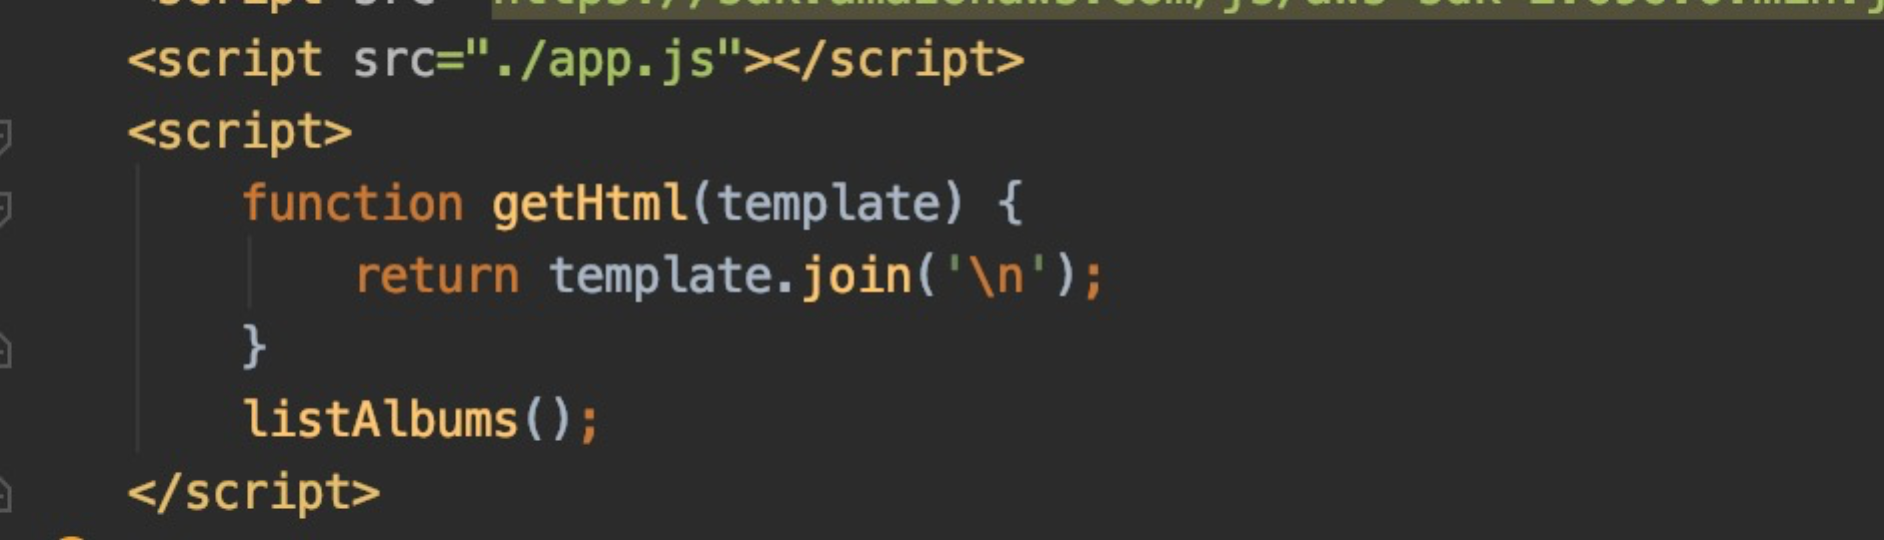 <script src="./app.js"></script>
<script>
function getHtml(template) {
return template.join('\n');
}
listAlbums();
</script>